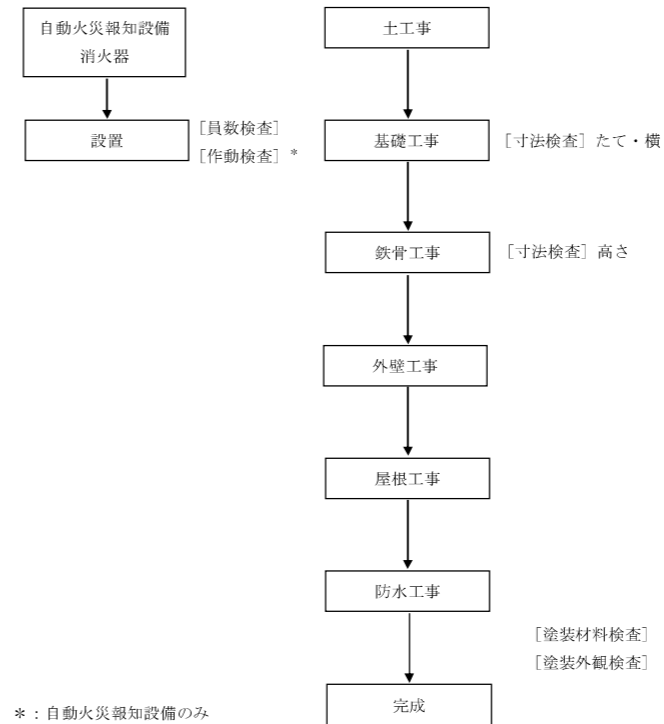 自動火災報知設備
消火器
設置
［員数検査］
［作動検査］*
土工事
基礎工事
［寸法検査］たて・横
鉄骨工事
［寸法検査］高さ
外壁工事
屋根工事
防水工事
［塗装材料検査］
［塗装外観検査］
完成
＊：自動火災報知設備のみ